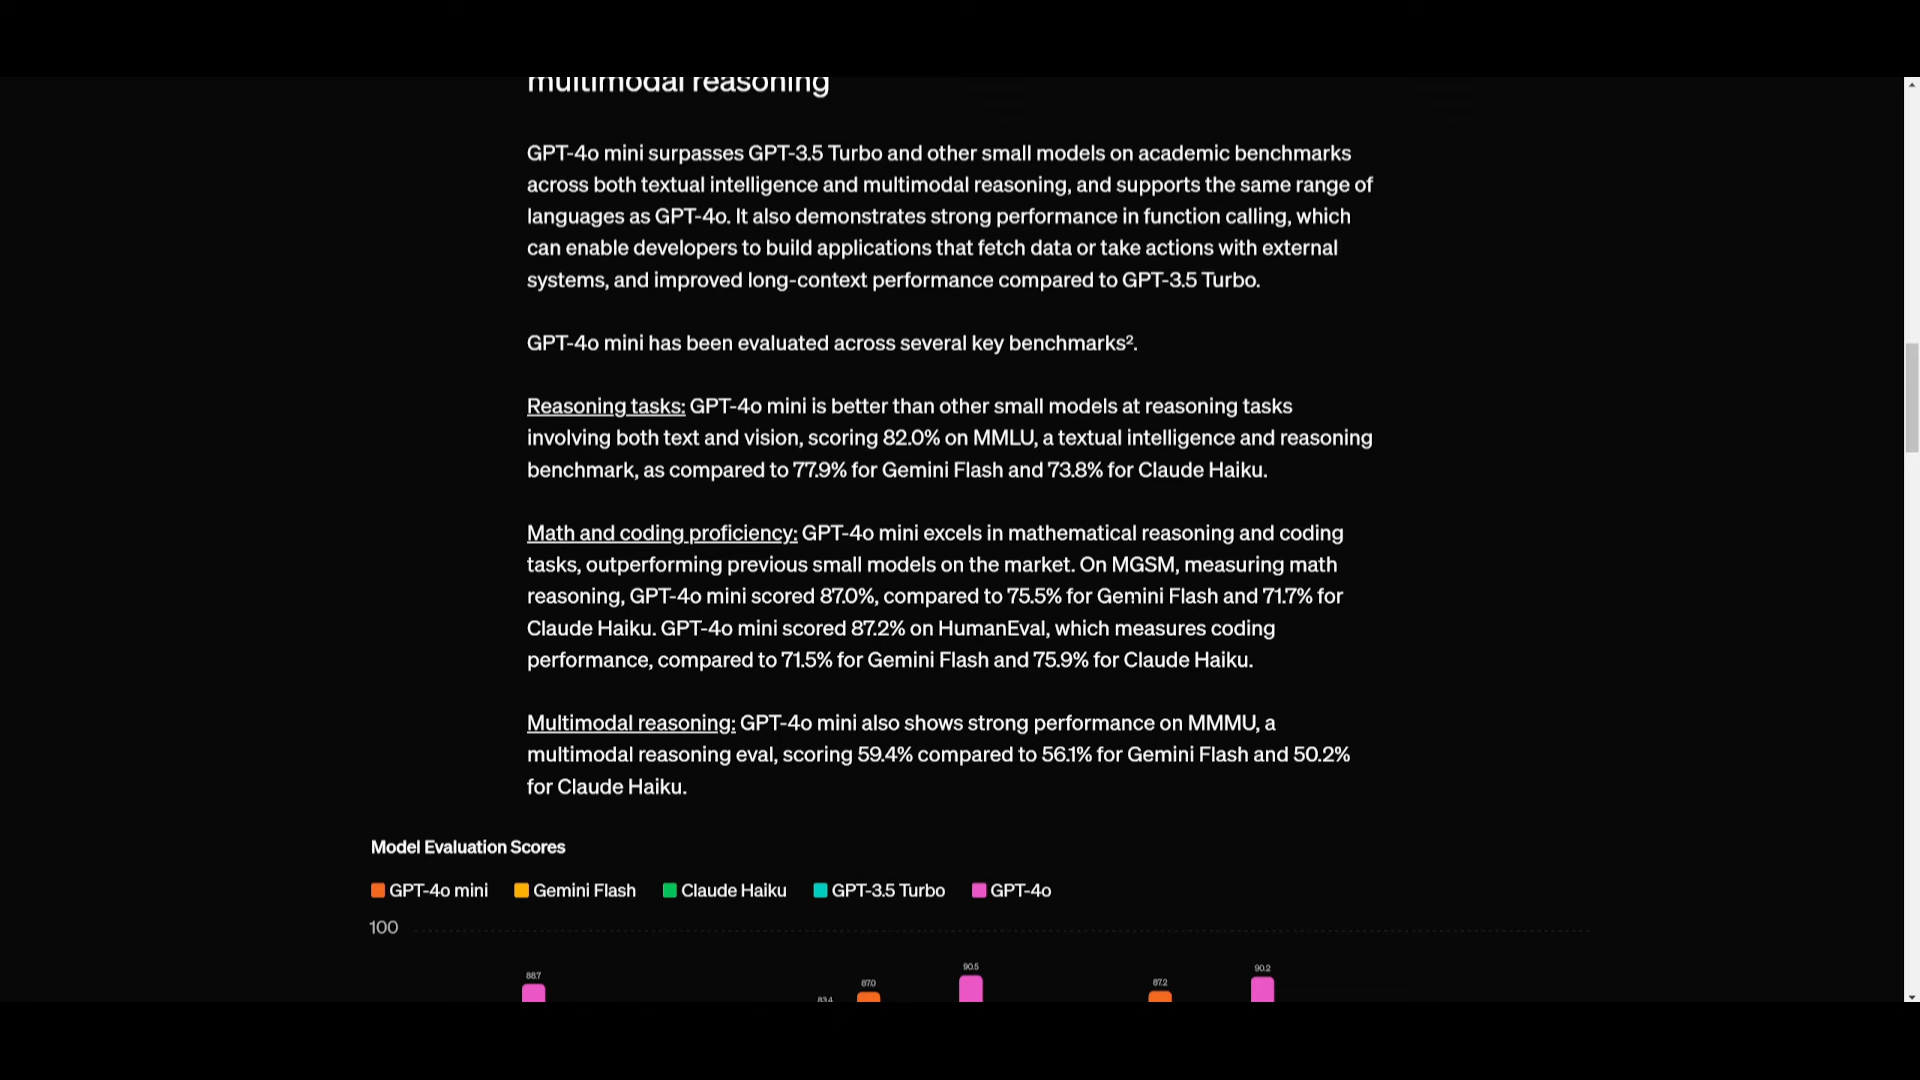 multimodal reasoning
GPT-4o mini surpasses GPT-3.5 Turbo and other small models on academic benchmarks
across both textual intelligence and multimodal reasoning, and supports the same range of
languages as GPT-4o. It also demonstrates strong performance in function calling, which
can enable developers to build applications that fetch data or take actions with external
systems, and improved long-context performance compared to GPT-3.5 Turbo.
GPT-4o mini has been evaluated across several key benchmarks².
Reasoning tasks: GPT-4o mini is better than other small models at reasoning tasks
involving both text and vision, scoring 82.0% on MMLU, a textual intelligence and reasoning
benchmark, as compared to 77.9% for Gemini Flash and 73.8% for Claude Haiku.
Math and coding proficiency: GPT-4o mini excels in mathematical reasoning and coding
tasks, outperforming previous small models on the market. On MGSM, measuring math
reasoning, GPT-4o mini scored 87.0%, compared to 75.5% for Gemini Flash and 71.7% for
Claude Haiku. GPT-4o mini scored 87.2% on HumanEval, which measures coding
performance, compared to 71.5% for Gemini Flash and 75.9% for Claude Haiku.
Multimodal reasoning: GPT-4o mini also shows strong performance on MMMU, a
multimodal reasoning eval, scoring 59.4% compared to 56.1% for Gemini Flash and 50.2%
for Claude Haiku.
Model Evaluation Scores
GPT-4o mini Gemini Flash Claude Haiku GPT-3.5 Turbo GPT-4o
100
88.7 83.4 87.0 90.5 87.2 90.2